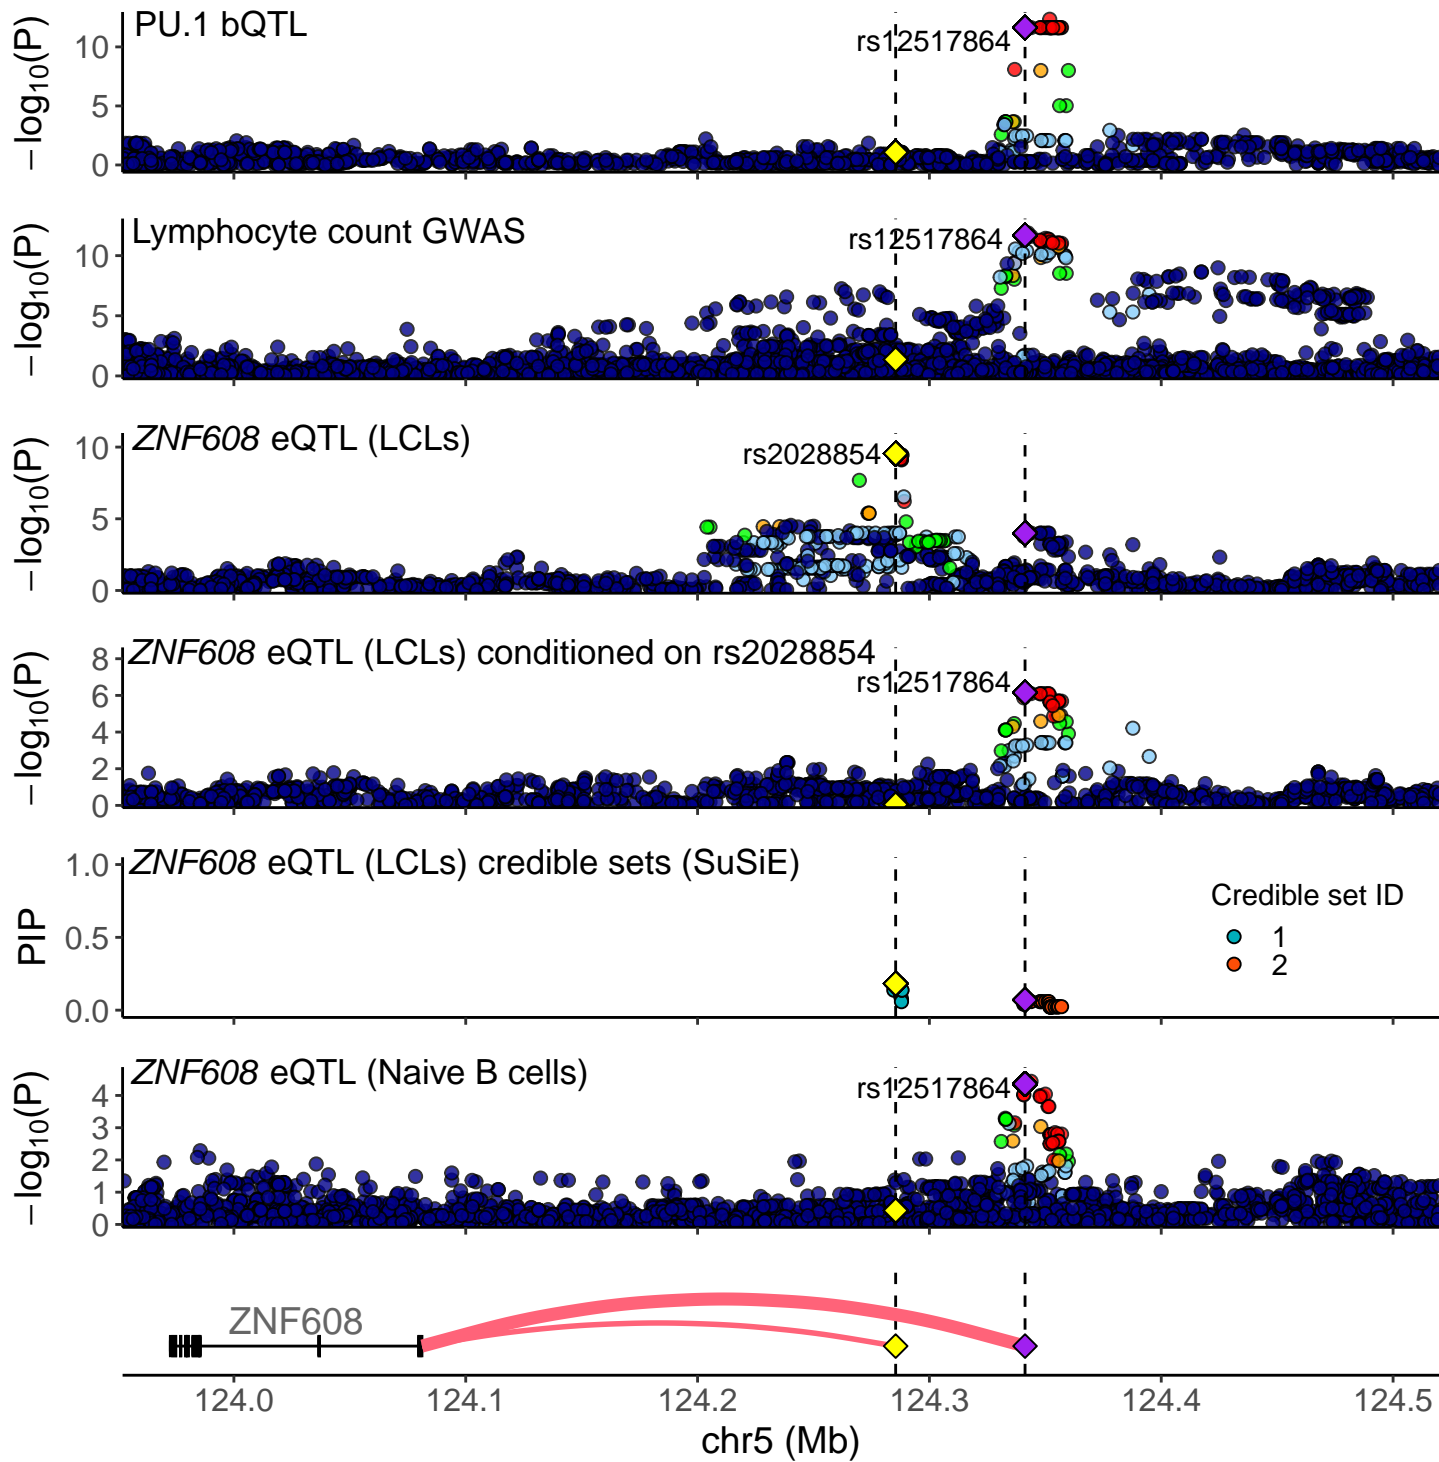 PU.1 bQTL
rs12517864
−log10(P)
10
5
0
Lymphocyte count GWAS
rs12517864
−log10(P)
10
5
0
ZNF608 eQTL (LCLs)
rs2028854
−log10(P)
10
5
0
ZNF608 eQTL (LCLs) conditioned on rs2028854
rs12517864
−log10(P)
8
6
4
2
0
ZNF608 eQTL (LCLs) credible sets (SuSiE)
PIP
1.0
0.5
0.0
Credible set ID
1
2
ZNF608 eQTL (Naive B cells)
rs12517864
−log10(P)
4
3
2
1
0
ZNF608
124.0 124.1 124.2 124.3 124.4 124.5
chr5 (Mb)